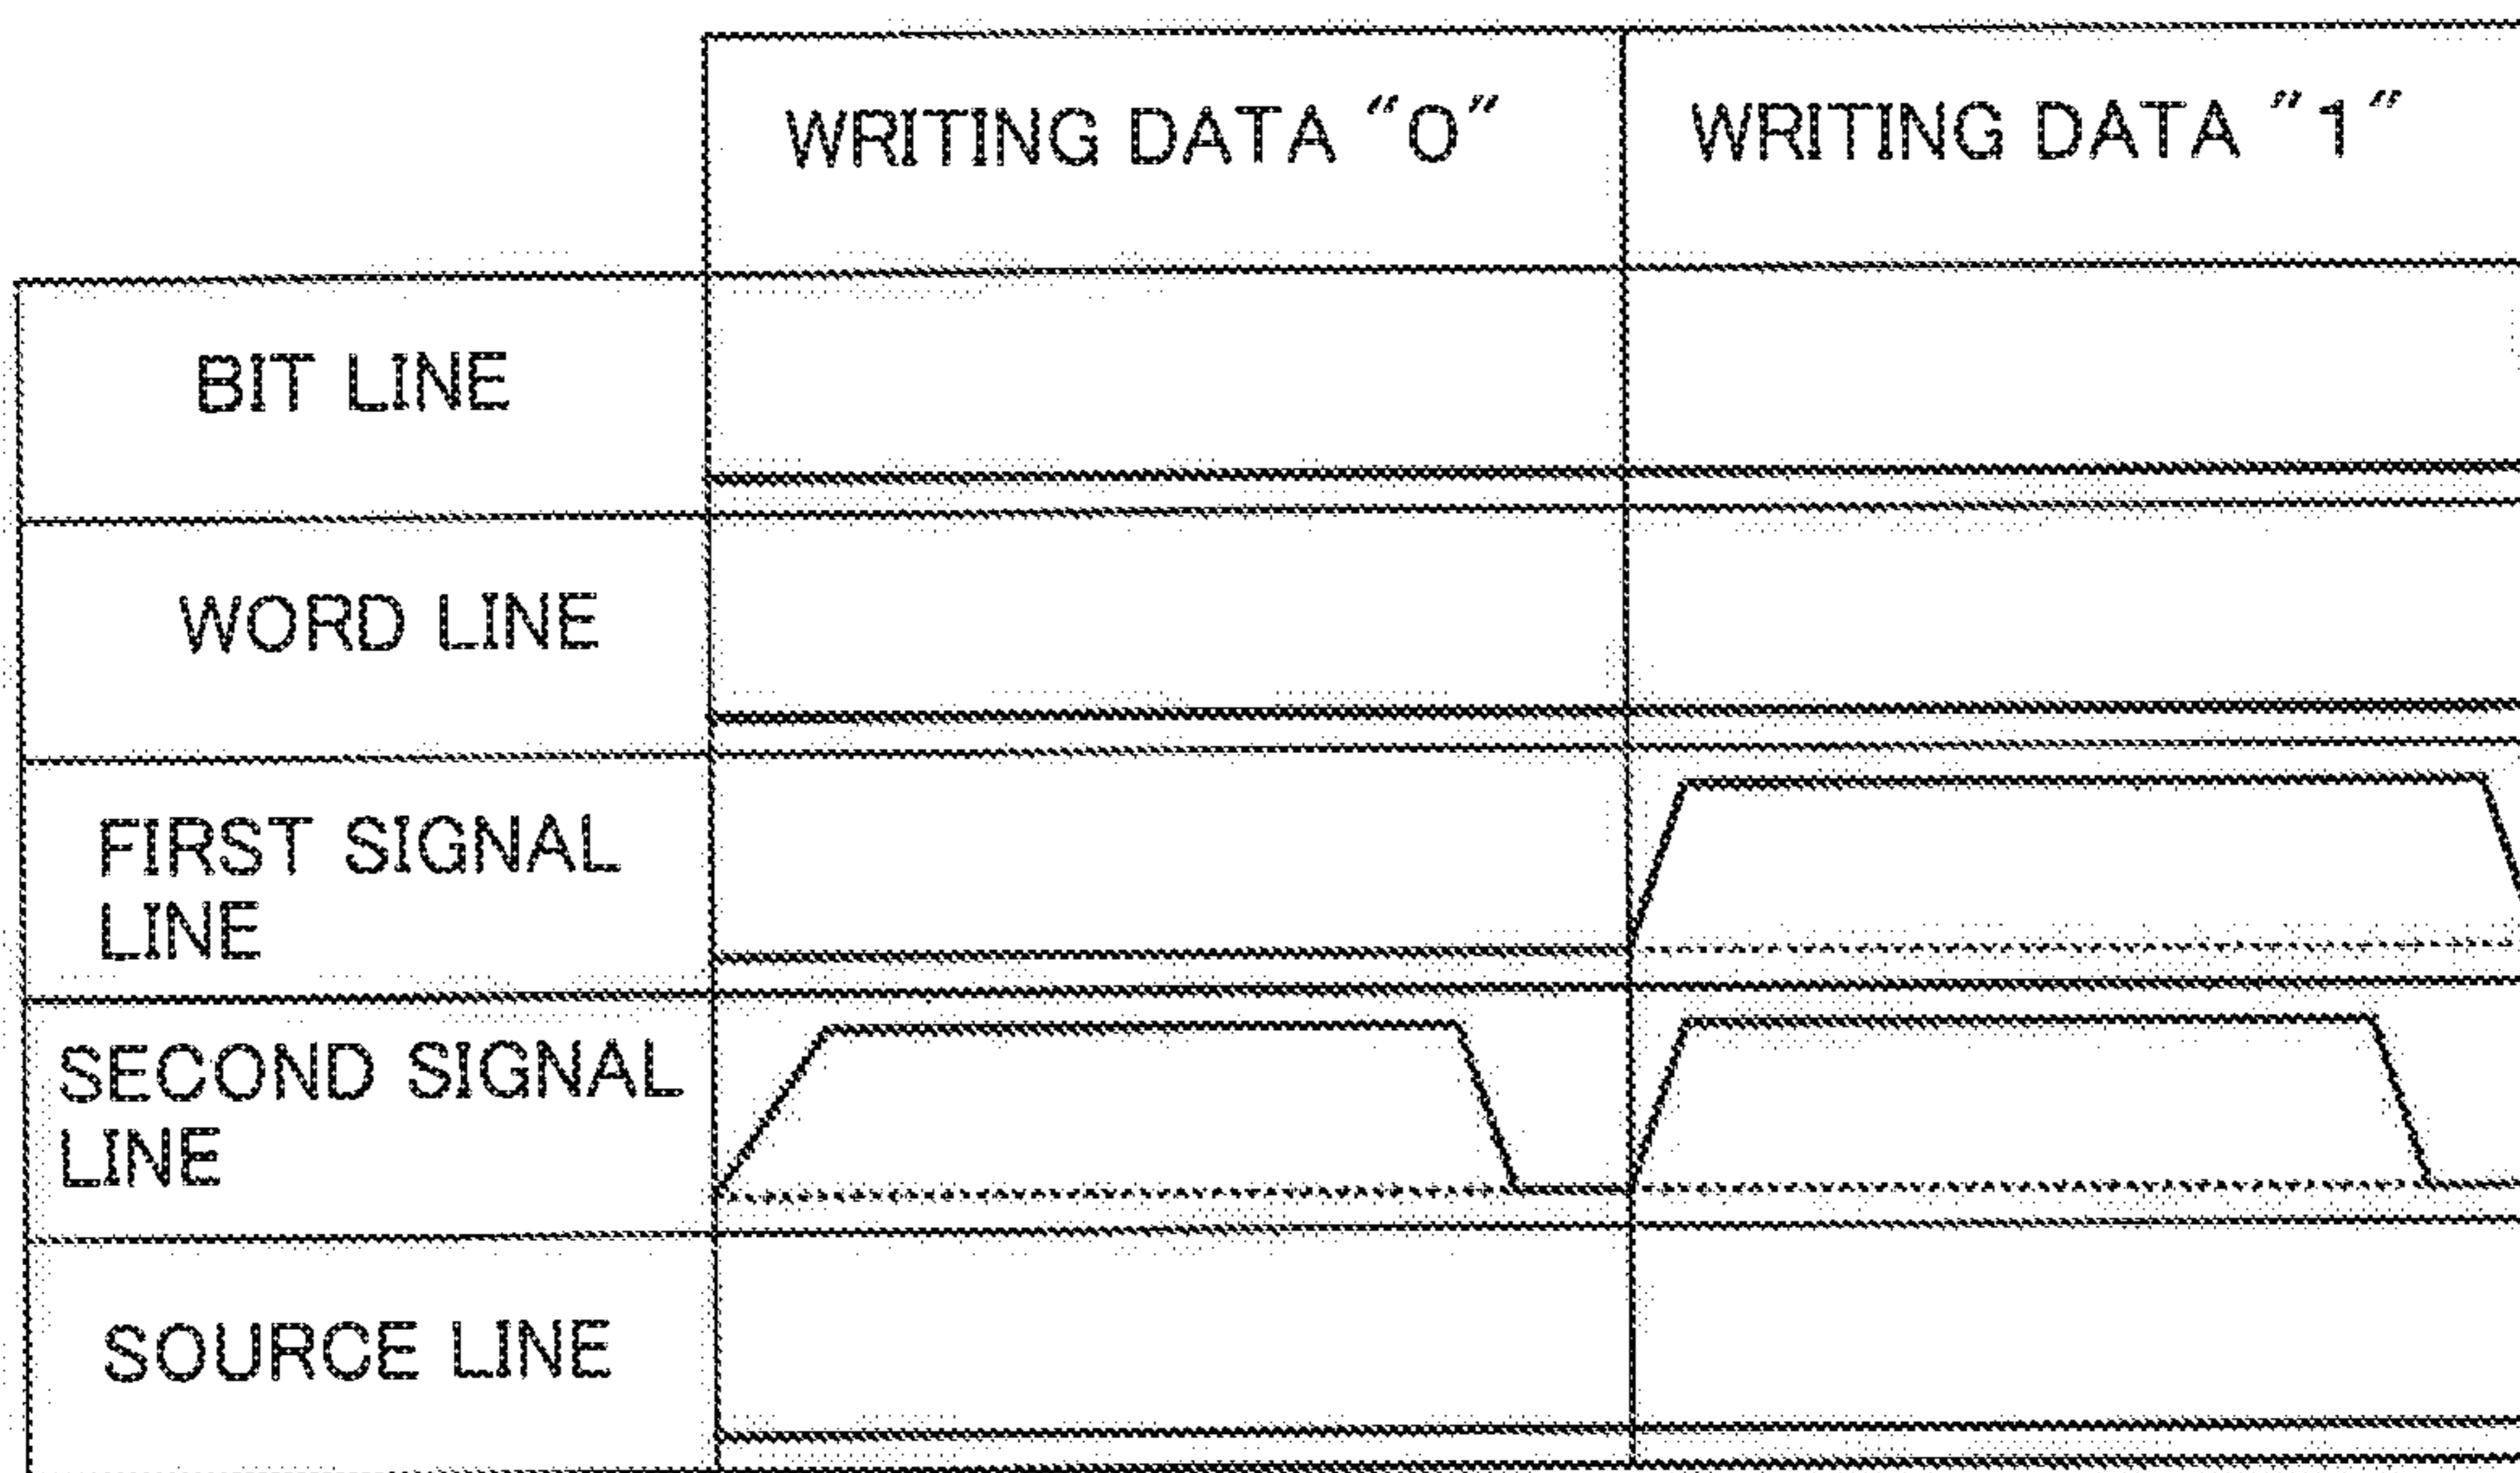 WRITING DATA “0”
WRITING DATA ”1”
BIT LINE
WORD LINE
FIRST SIGNAL
LINE
SECOND SIGNAL
LINE
SOURCE LINE